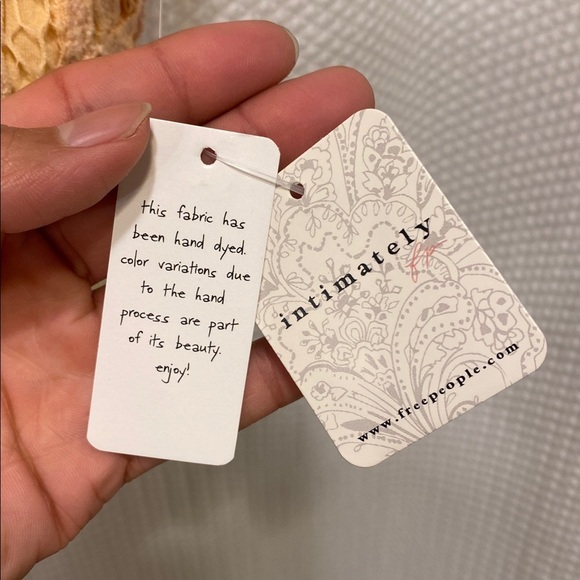 this fabric has
been hand dyed.
color variations due
to the hand
process are part
of its beauty.
enjoy!
intimately
fp
www.freepeople.com